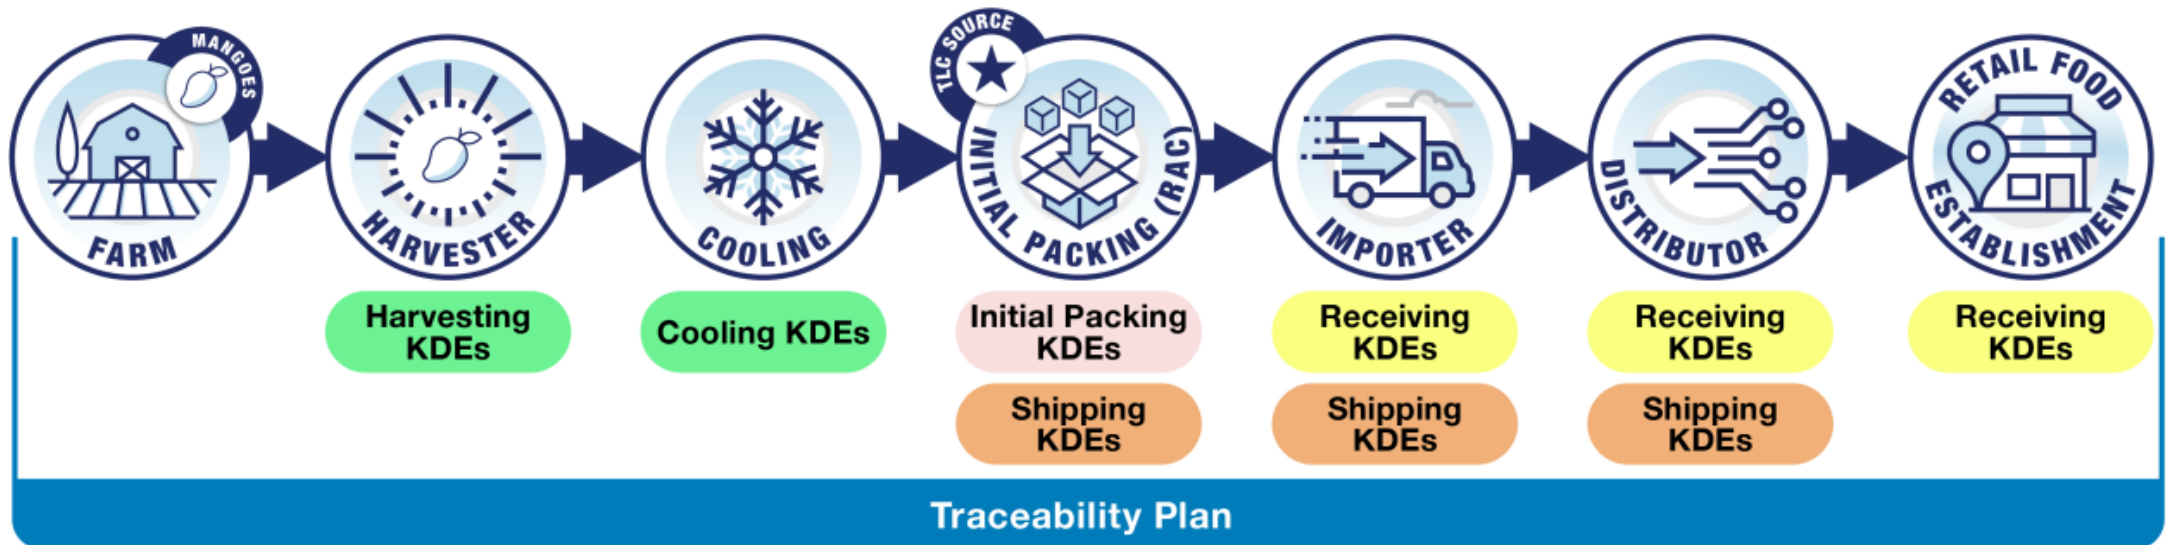 MANGOES
FARM
HARVESTER
COOLING
TLC SOURCE
INITIAL PACKING (RAC)
IMPORTER
DISTRIBUTOR
RETAIL FOOD
ESTABLISHMENT
Harvesting
KDEs
Cooling KDEs
Initial Packing
KDEs
Shipping
KDEs
Receiving
KDEs
Shipping
KDEs
Receiving
KDEs
Shipping
KDEs
Receiving
KDEs
Traceability Plan